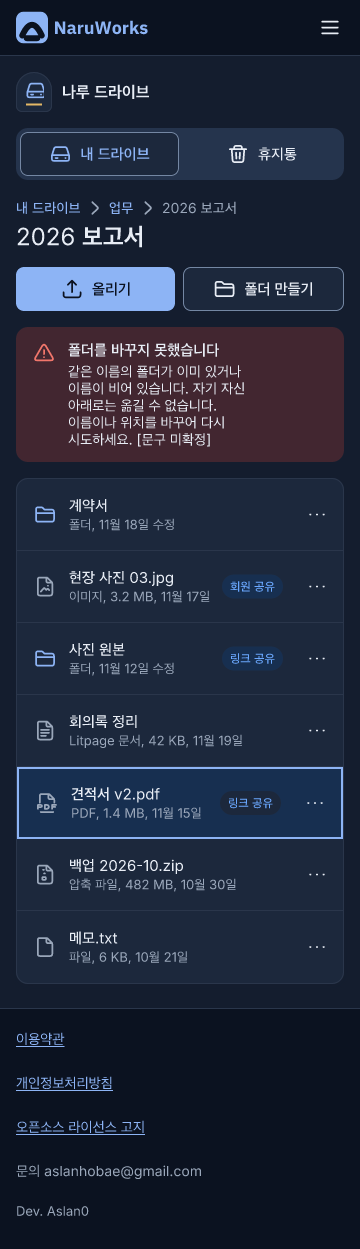 NaruWorks
나루 드라이브
내 드라이브
휴지통
내 드라이브 > 업무 > 2026 보고서
2026 보고서
올리기
폴더 만들기
폴더를 바꾸지 못했습니다
같은 이름의 폴더가 이미 있거나
이름이 비어 있습니다. 자기 자신
아래로는 옮길 수 없습니다.
이름이나 위치를 바꾸어 다시
시도하세요. [문구 미확정]
계약서
폴더, 11월 18일 수정
현장 사진 03.jpg
이미지, 3.2 MB, 11월 17일
회원 공유
사진 원본
폴더, 11월 12일 수정
링크 공유
회의록 정리
Litpage 문서, 42 KB, 11월 19일
PDF
견적서 v2.pdf
PDF, 1.4 MB, 11월 15일
링크 공유
백업 2026-10.zip
압축 파일, 482 MB, 10월 30일
메모.txt
파일, 6 KB, 10월 21일
이용약관
개인정보처리방침
오픈소스 라이선스 고지
문의 aslanhobae@gmail.com
Dev. Aslan0